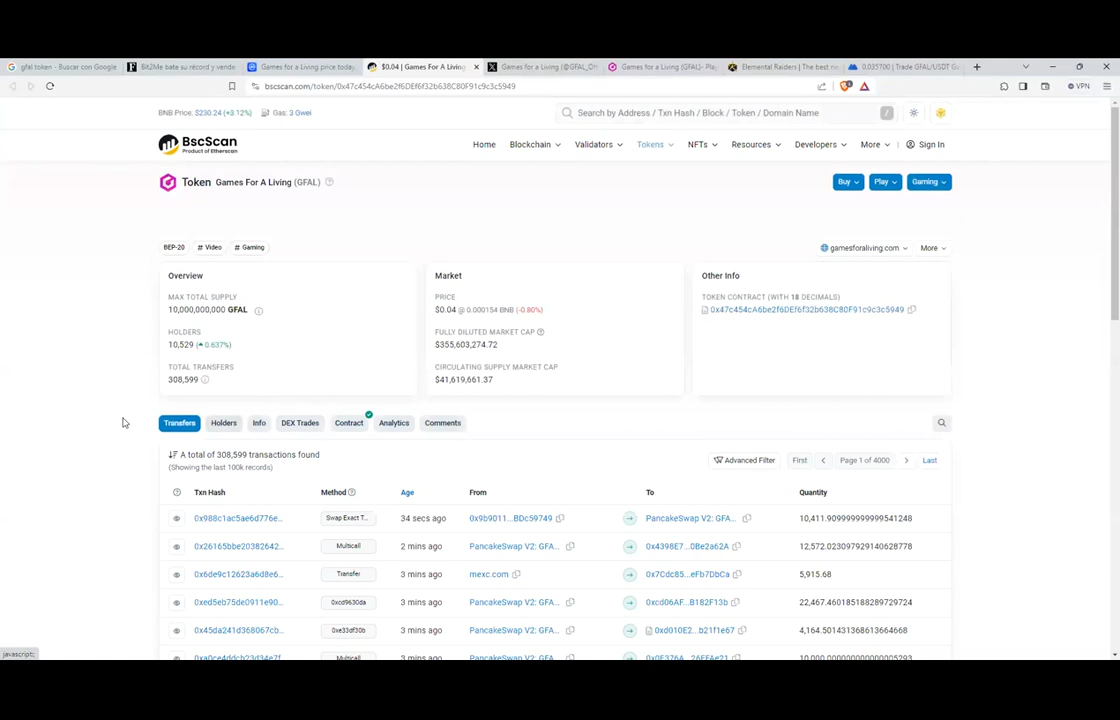 gfal token - Buscar con Google
Bit2Me bate su récord y vende
Games for a Living price today,
$0.04 | Games For A Living
Games for a Living (@GFAL_Of
Games for a Living (GFAL)- Pla
Elemental Raiders | The best ne
0.035700 | Trade GFAL/USDT G
bscscan.com/token/0x47c454cA6be2f6DEf6f32b638C80F91c9c3c5949
VPN
BNB Price: $230.24 (+3.12%) Gas: 3 Gwei
Search by Address / Txn Hash / Block / Token / Domain Name
/
BscScan
Product of Etherscan
Home Blockchain Validators Tokens NFTs Resources Developers More Sign In
Token Games For A Living (GFAL)
Buy Play Gaming
BEP-20 # Video # Gaming
gamesforaliving.com More
Overview
MAX TOTAL SUPPLY
10,000,000,000 GFAL
HOLDERS
10,529 (0.637%)
TOTAL TRANSFERS
308,599
Market
PRICE
$0.04 @ 0.000154 BNB (-0.80%)
FULLY DILUTED MARKET CAP
$355,603,274.72
CIRCULATING SUPPLY MARKET CAP
$41,619,661.37
Other Info
TOKEN CONTRACT (WITH 18 DECIMALS)
0x47c454cA6be2f6DEf6f32b638C80F91c9c3c5949
Transfers Holders Info DEX Trades Contract Analytics Comments
A total of 308,599 transactions found
(Showing the last 100k records)
Advanced Filter First Page 1 of 4000 Last
Txn Hash Method Age From To Quantity
0x988c1ac5ae6d776e... Swap Exact T... 34 secs ago 0x9b9011...BDc59749 PancakeSwap V2: GFA... 10,411.909999999999541248
0x26165bbe20382642... Multicall 2 mins ago PancakeSwap V2: GFA... 0x4398E7...0Be2a62A 12,572.023097929140628778
0x6de9c12623a6d8e6... Transfer 3 mins ago mexc.com 0x7Cdc85...eFb7DbCa 5,915.68
0xed5eb75de0911e90... 0xcd9630da 3 mins ago PancakeSwap V2: GFA... 0xcd06AF...B182F13b 22,467.460185188289729724
0x45da241d368067cb... 0xe33df30b 3 mins ago PancakeSwap V2: GFA... 0xd010E2...b21f1e67 4,164.501431368613664668
Multicall 3 mins ago PancakeSwap V2: GFA...
javascript:;